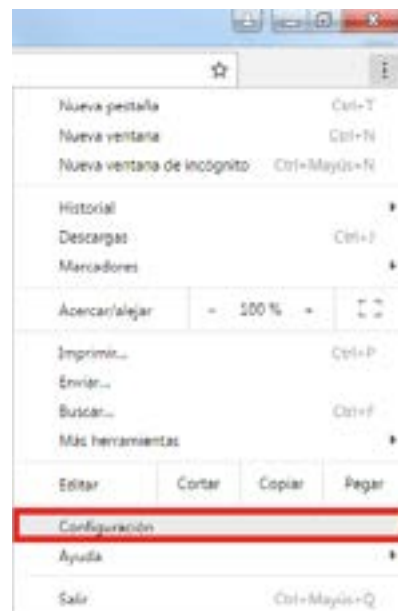 Nueva pestaña Ctrl+T
Nueva ventana Ctrl+N
Nueva ventana de incógnito Ctrl+Mayús+N
Historial
Descargas Ctrl+J
Marcadores
Acercar/alejar - 100 % +
Imprimir... Ctrl+P
Enviar...
Buscar... Ctrl+F
Más herramientas
Editar Cortar Copiar Pegar
Configuración
Ayuda
Salir Ctrl+Mayús+Q